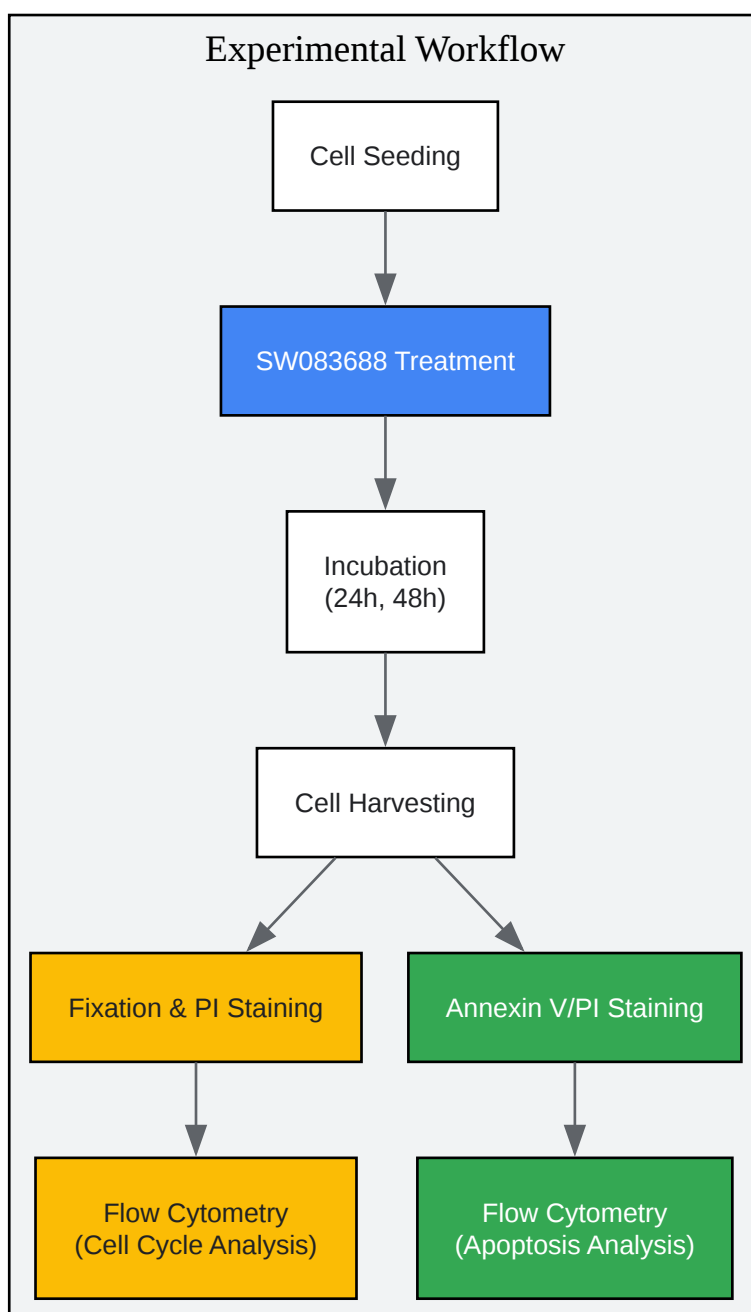 Experimental Workflow
Cell Seeding
SW083688 Treatment
Incubation
(24h, 48h)
Cell Harvesting
Fixation & PI Staining
Annexin V/PI Staining
Flow Cytometry
(Cell Cycle Analysis)
Flow Cytometry
(Apoptosis Analysis)